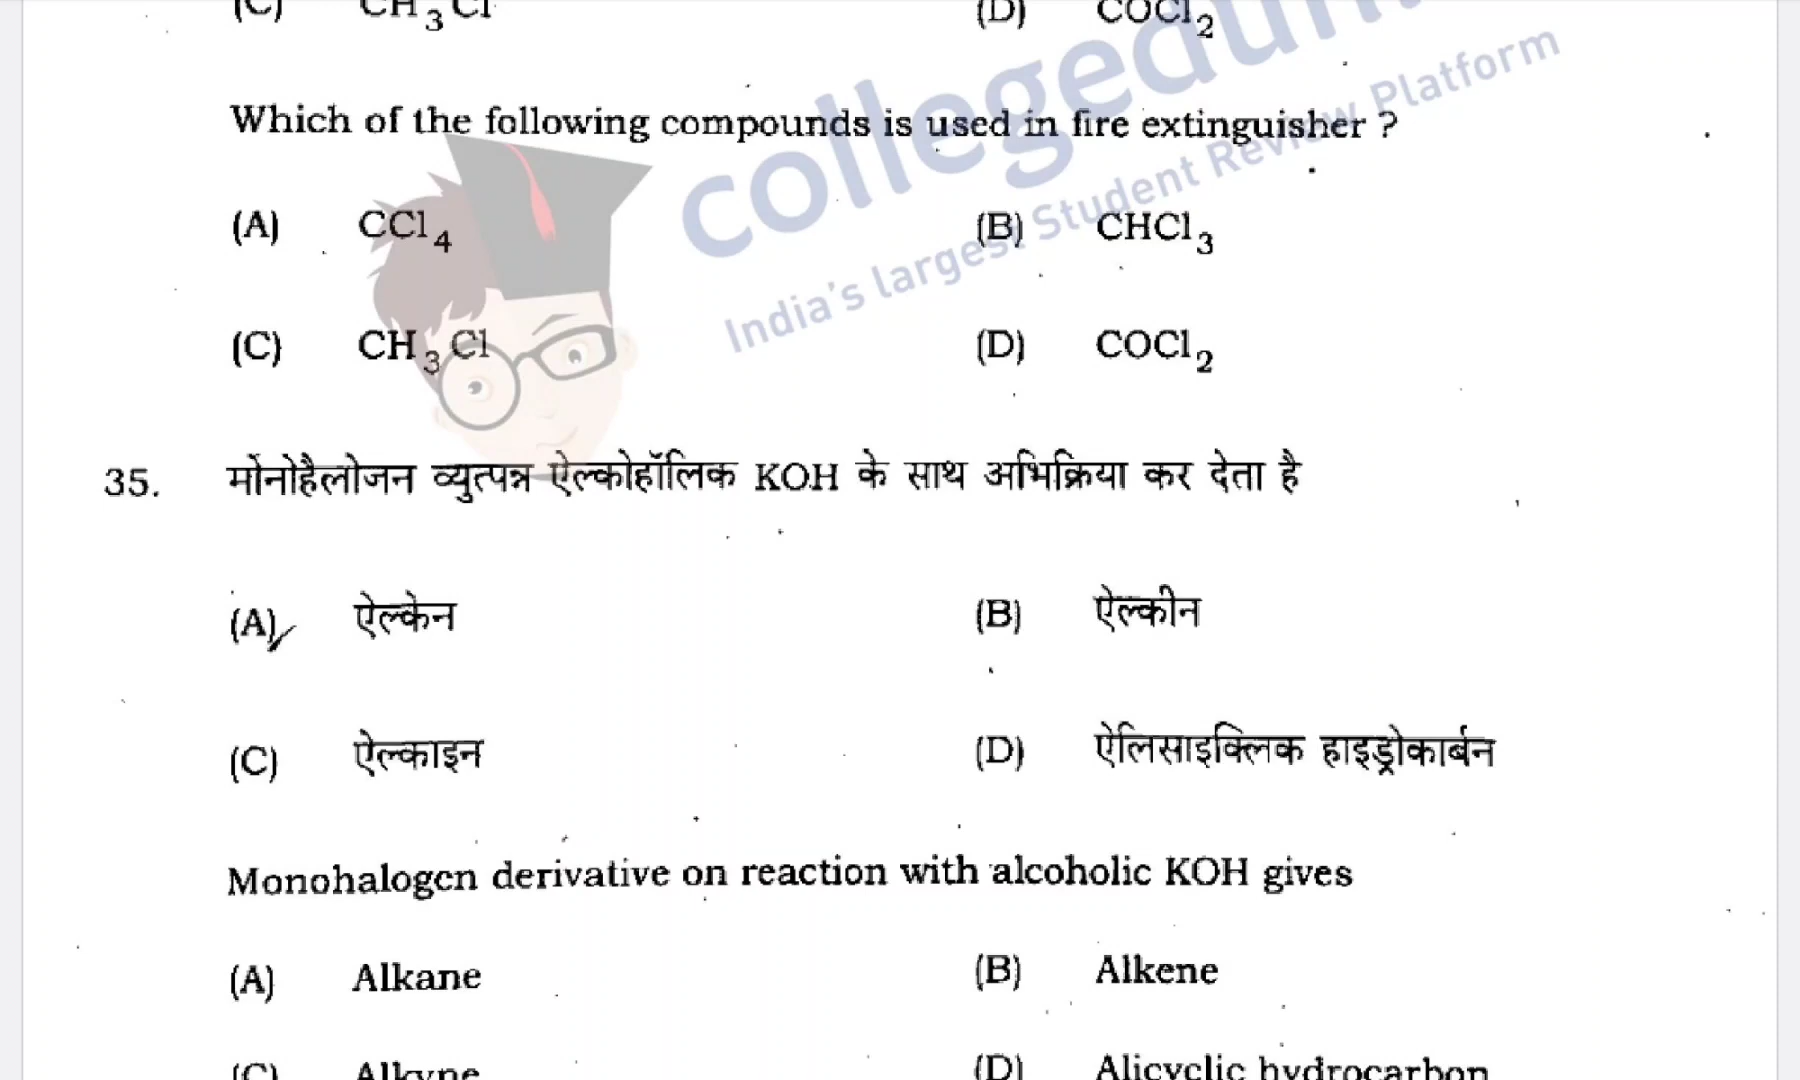 (C) CH3Cl (D) COCl2
Which of the following compounds is used in fire extinguisher ?
(A) CCl4 (B) CHCl3
(C) CH3Cl (D) COCl2
35. मोनोहैलोजन व्युत्पन्न ऐल्कोहॉलिक KOH के साथ अभिक्रिया कर देता है
(A) ऐल्केन (B) ऐल्कीन
(C) ऐल्काइन (D) ऐलिसाइक्लिक हाइड्रोकार्बन
Monohalogen derivative on reaction with alcoholic KOH gives
(A) Alkane (B) Alkene
(C) Alkyne (D) Alicyclic hydrocarbon
India's largest Student Review Platform